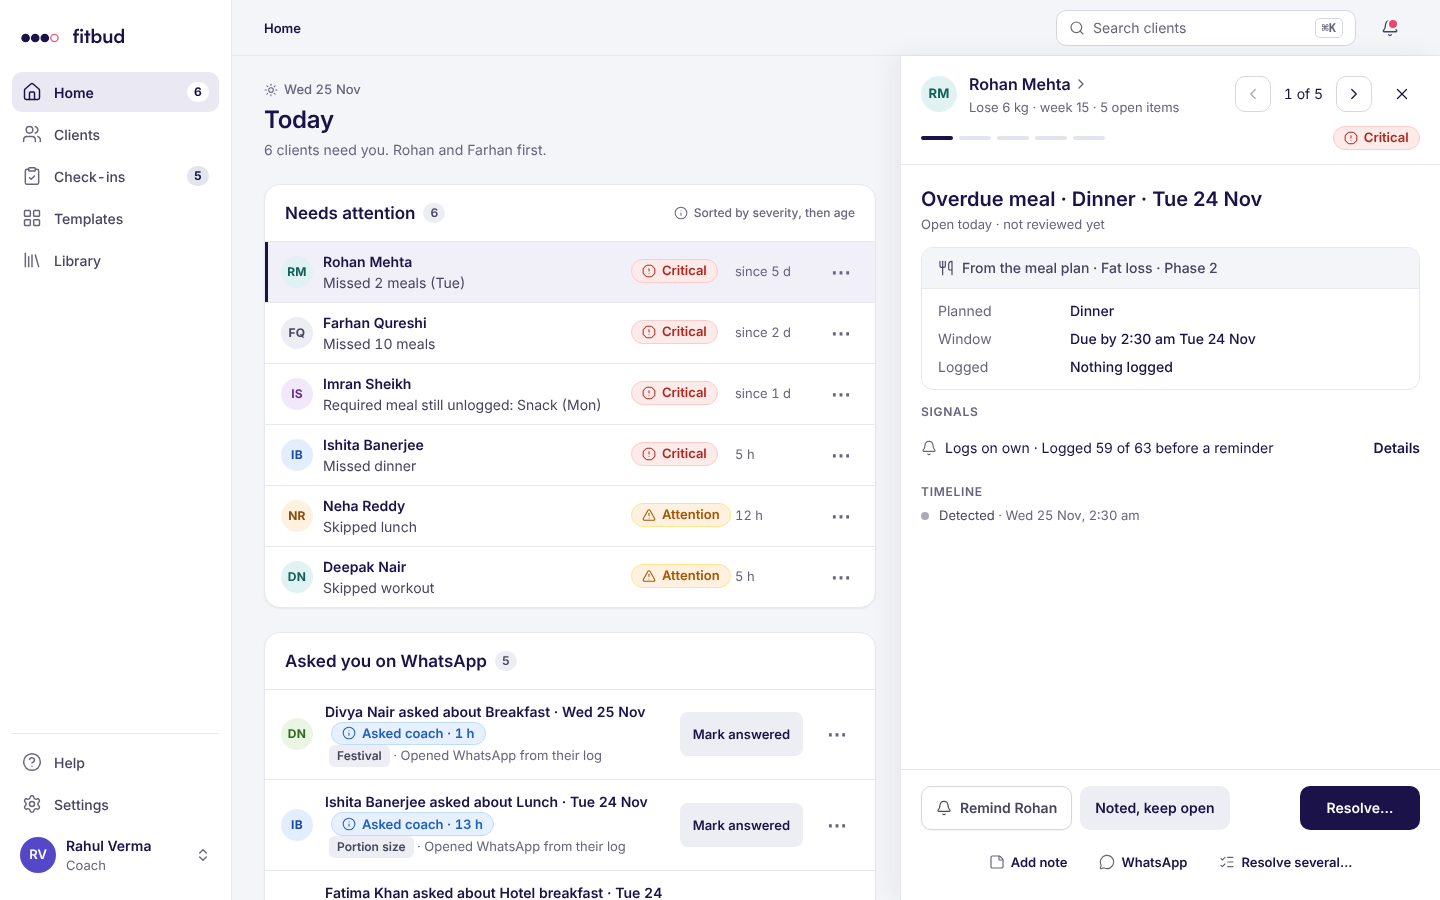 fitbud
Home 6
Clients
Check-ins 5
Templates
Library
Help
Settings
RV Rahul Verma
Coach
Home
Search clients ⌘K
Wed 25 Nov
Today
6 clients need you. Rohan and Farhan first.
Needs attention 6 Sorted by severity, then age
RM Rohan Mehta
Missed 2 meals (Tue)
Critical since 5 d
FQ Farhan Qureshi
Missed 10 meals
Critical since 2 d
IS Imran Sheikh
Required meal still unlogged: Snack (Mon)
Critical since 1 d
IB Ishita Banerjee
Missed dinner
Critical 5 h
NR Neha Reddy
Skipped lunch
Attention 12 h
DN Deepak Nair
Skipped workout
Attention 5 h
Asked you on WhatsApp 5
DN Divya Nair asked about Breakfast · Wed 25 Nov
Asked coach · 1 h
Festival · Opened WhatsApp from their log
Mark answered
IB Ishita Banerjee asked about Lunch · Tue 24 Nov
Asked coach · 13 h
Portion size · Opened WhatsApp from their log
Mark answered
Fatima Khan asked about Hotel breakfast · Tue 24
RM Rohan Mehta
Lose 6 kg · week 15 · 5 open items
1 of 5
Critical
Overdue meal · Dinner · Tue 24 Nov
Open today · not reviewed yet
From the meal plan · Fat loss · Phase 2
Planned Dinner
Window Due by 2:30 am Tue 24 Nov
Logged Nothing logged
SIGNALS
Logs on own · Logged 59 of 63 before a reminder Details
TIMELINE
Detected · Wed 25 Nov, 2:30 am
Remind Rohan
Noted, keep open
Resolve...
Add note
WhatsApp
Resolve several...